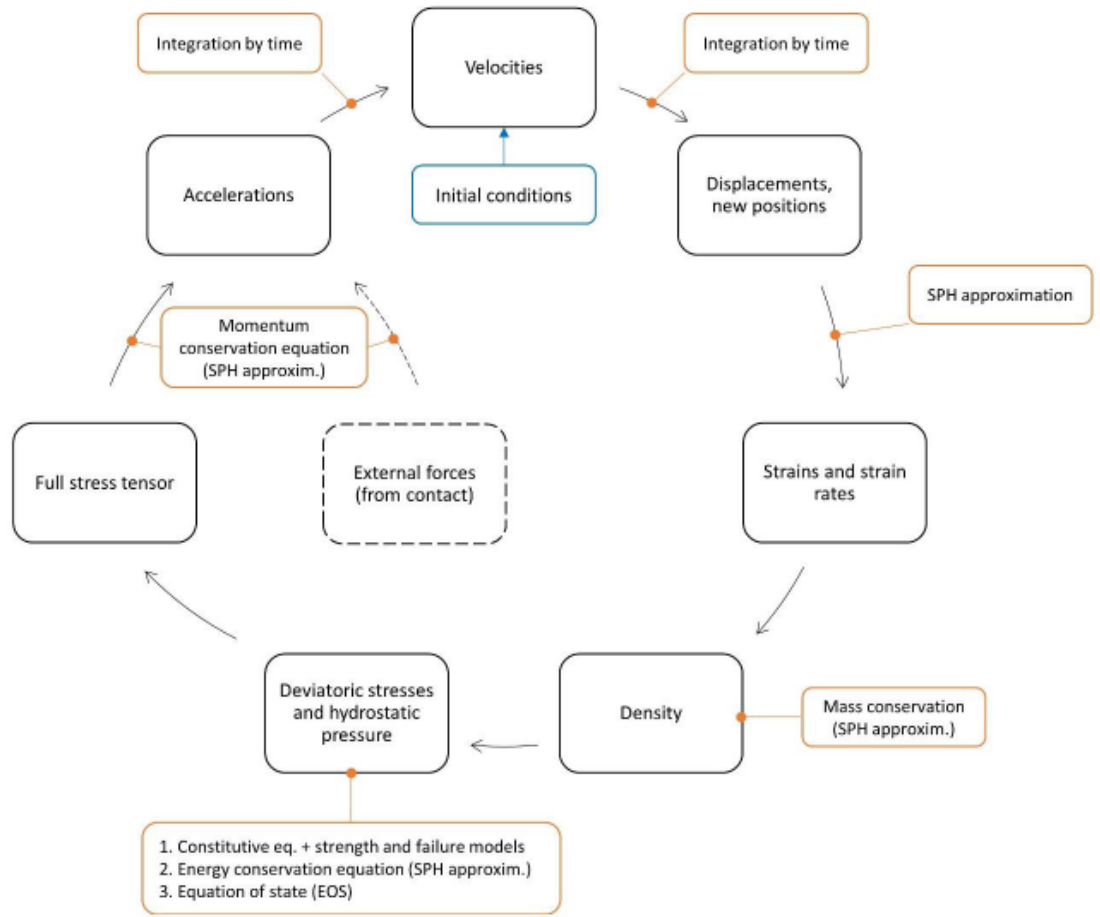 Integration by time
Velocities
Integration by time
Accelerations
Initial conditions
Displacements,
new positions
SPH approximation
Momentum
conservation equation
(SPH approxim.)
Full stress tensor
External forces
(from contact)
Strains and strain
rates
Deviatoric stresses
and hydrostatic
pressure
Density
Mass conservation
(SPH approxim.)
1. Constitutive eq. + strength and failure models
2. Energy conservation equation (SPH approxim.)
3. Equation of state (EOS)